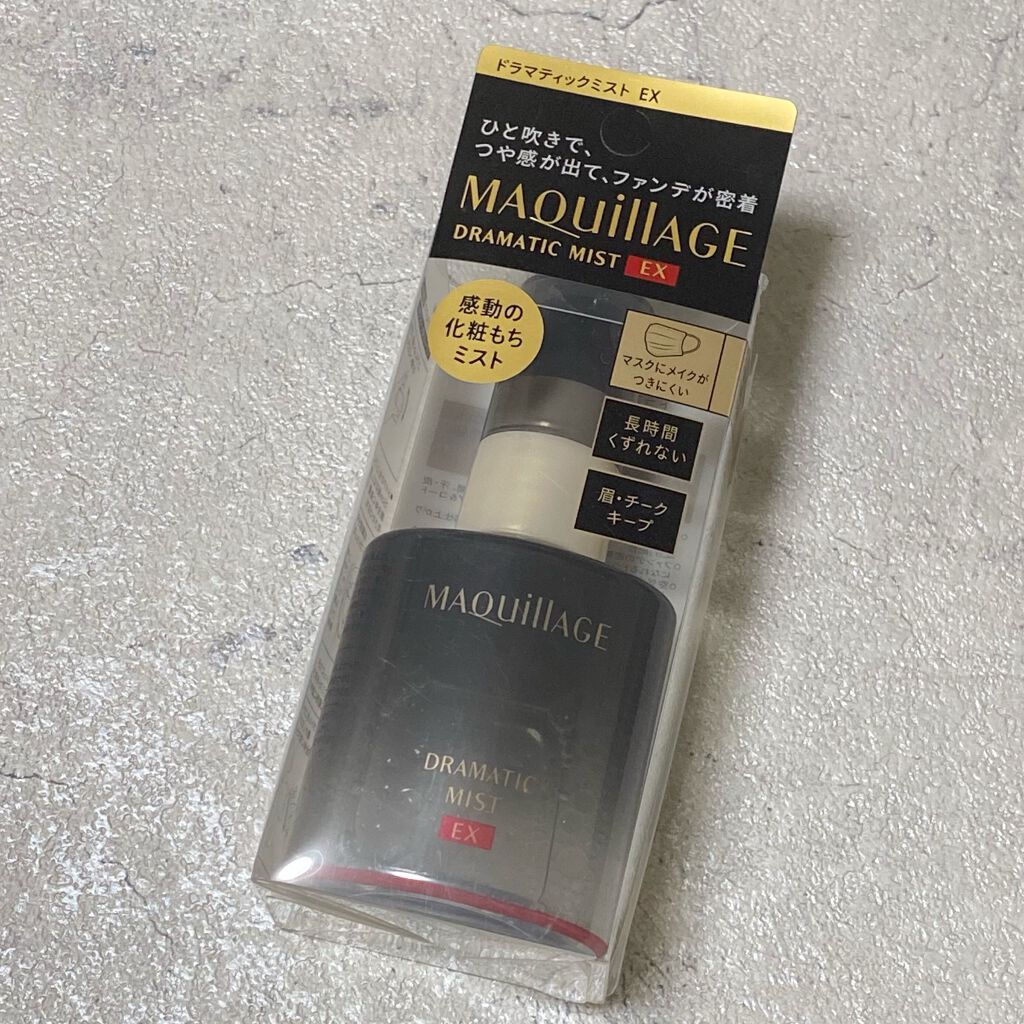 ドラマティックミスト EX
ひと吹きで、
つや感が出て、ファンデが密着
MAQuillAGE
DRAMATIC MIST EX
感動の
化粧もち
ミスト
マスクにメイクが
つきにくい
長時間
くずれない
眉・チーク
キープ
MAQuillAGE
DRAMATIC
MIST
EX